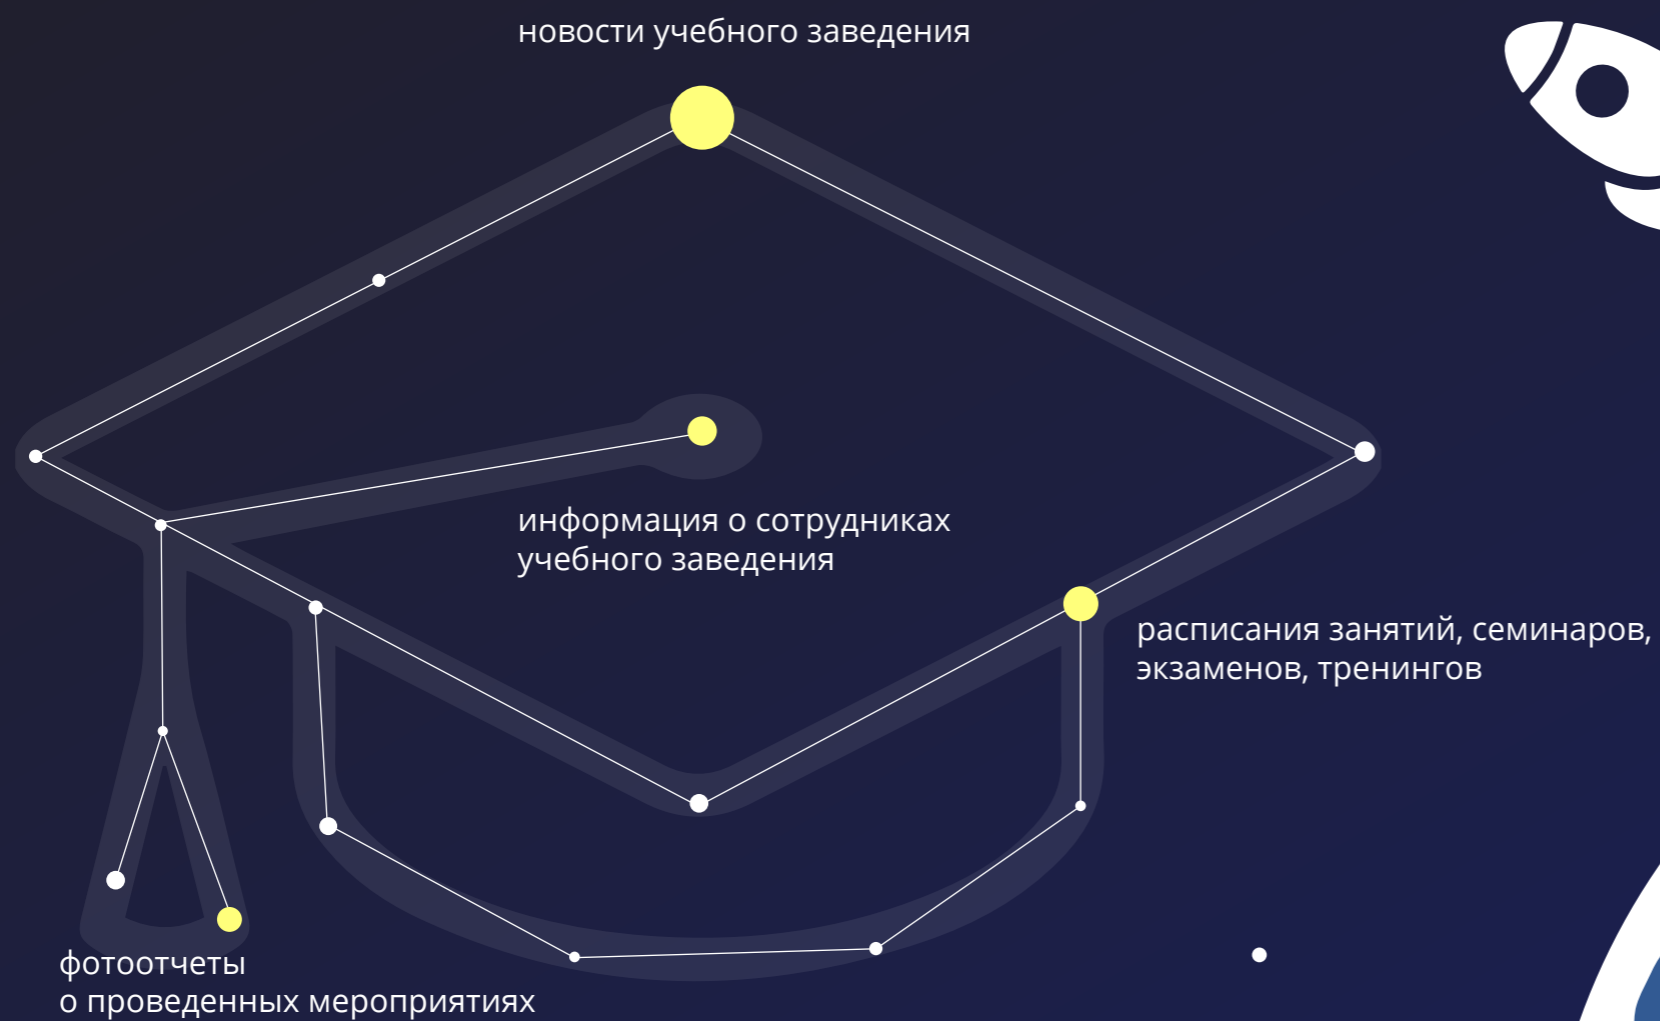 новости учебного заведения
информация о сотрудниках
учебного заведения
расписания занятий, семинаров,
экзаменов, тренингов
фотоотчеты
о проведенных мероприятиях